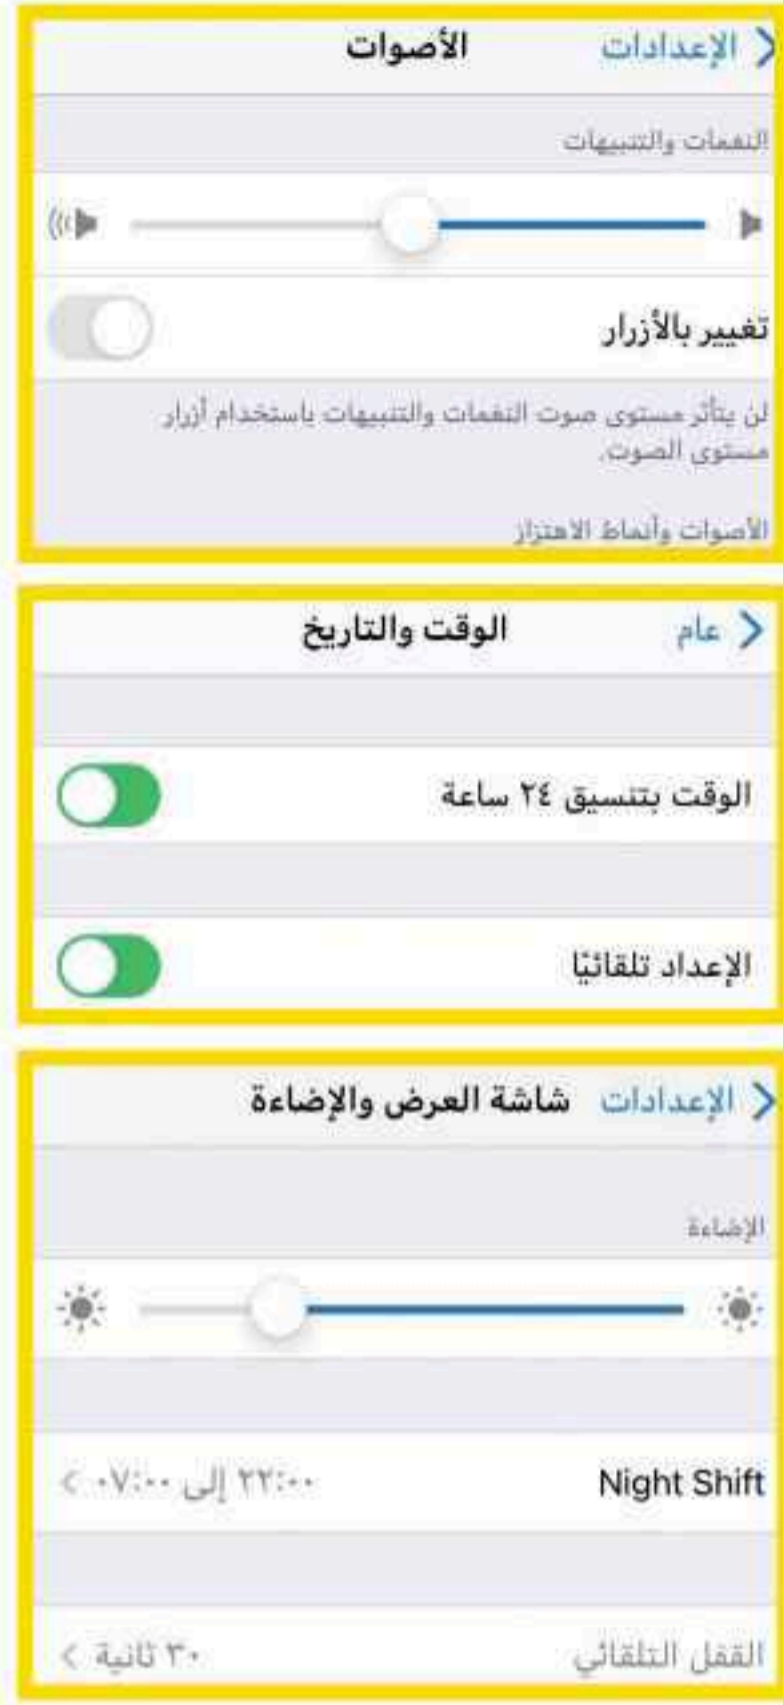 الإعدادات الأصوات
النغمات والتنبيهات
تغيير بالأزرار
لن يتأثر مستوى صوت النغمات والتنبيهات باستخدام أزرار
مستوى الصوت.
الأصوات وأنماط الاهتزاز
عام الوقت والتاريخ
الوقت بتنسيق ٢٤ ساعة
الإعداد تلقائيًا
الإعدادات شاشة العرض والإضاءة
الإضاءة
Night Shift ٢٢:٠٠ إلى ٠٧:٠٠
القفل التلقائي ٣٠ ثانية